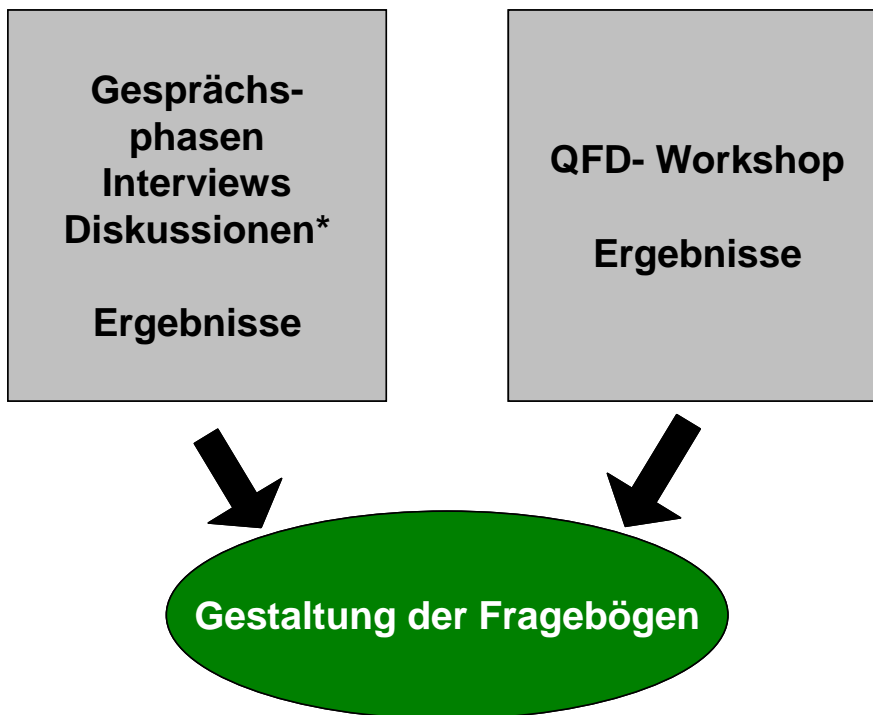 Gesprächs-
phasen
Interviews
Diskussionen*
Ergebnisse
QFD- Workshop
Ergebnisse
Gestaltung der Fragebögen